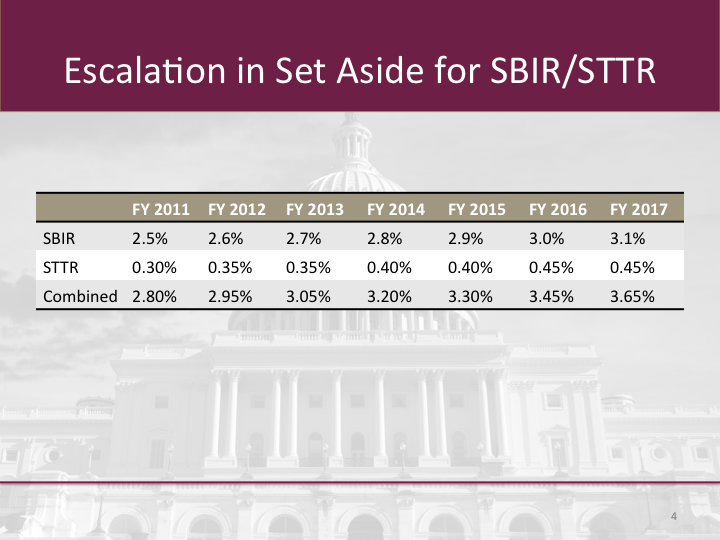 Escalation in Set Aside for SBIR/STTR
FY 2011 FY 2012 FY 2013 FY 2014 FY 2015 FY 2016 FY 2017
SBIR 2.5% 2.6% 2.7% 2.8% 2.9% 3.0% 3.1%
STTR 0.30% 0.35% 0.35% 0.40% 0.40% 0.45% 0.45%
Combined 2.80% 2.95% 3.05% 3.20% 3.30% 3.45% 3.65%
4